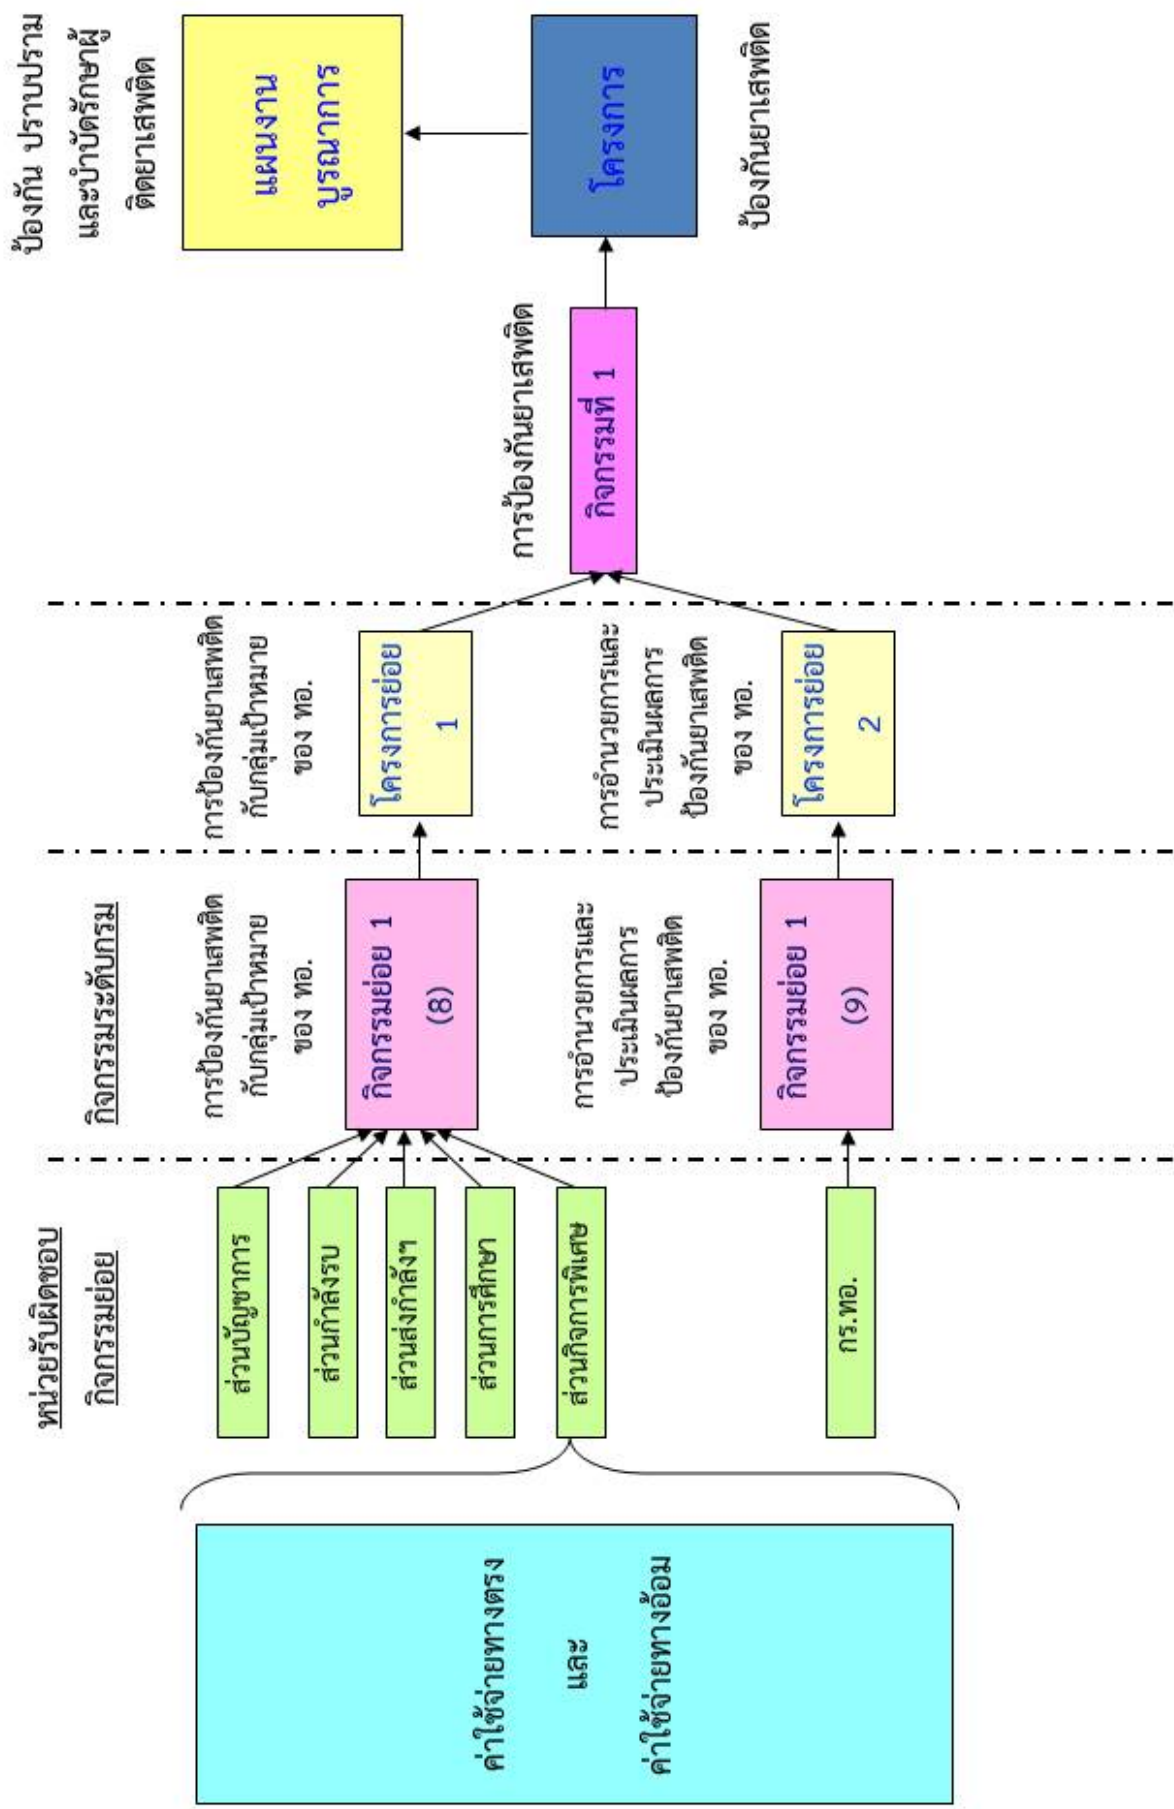 หน่วยรับผิดชอบ
กิจกรรมย่อย
กิจกรรมระดับกรม
ป้องกัน ปราบปราม
และบำบัดรักษาผู้
ติดยาเสพติด
แผนงาน
บูรณาการ
ส่วนบัญชาการ
ส่วนกำลังรบ
ส่วนส่งกำลังฯ
ส่วนการศึกษา
ส่วนกิจการพิเศษ
การป้องกันยาเสพติด
กับกลุ่มเป้าหมาย
ของ ทอ.
กิจกรรมย่อย 1
(8)
การป้องกันยาเสพติด
กับกลุ่มเป้าหมาย
ของ ทอ.
โครงการย่อย
1
การป้องกันยาเสพติด
กิจกรรมที่ 1
โครงการ
ป้องกันยาเสพติด
ค่าใช้จ่ายทางตรง
และ
ค่าใช้จ่ายทางอ้อม
กร.ทอ.
การอำนวยการและ
ประเมินผลการ
ป้องกันยาเสพติด
ของ ทอ.
กิจกรรมย่อย 1
(9)
การอำนวยการและ
ประเมินผลการ
ป้องกันยาเสพติด
ของ ทอ.
โครงการย่อย
2